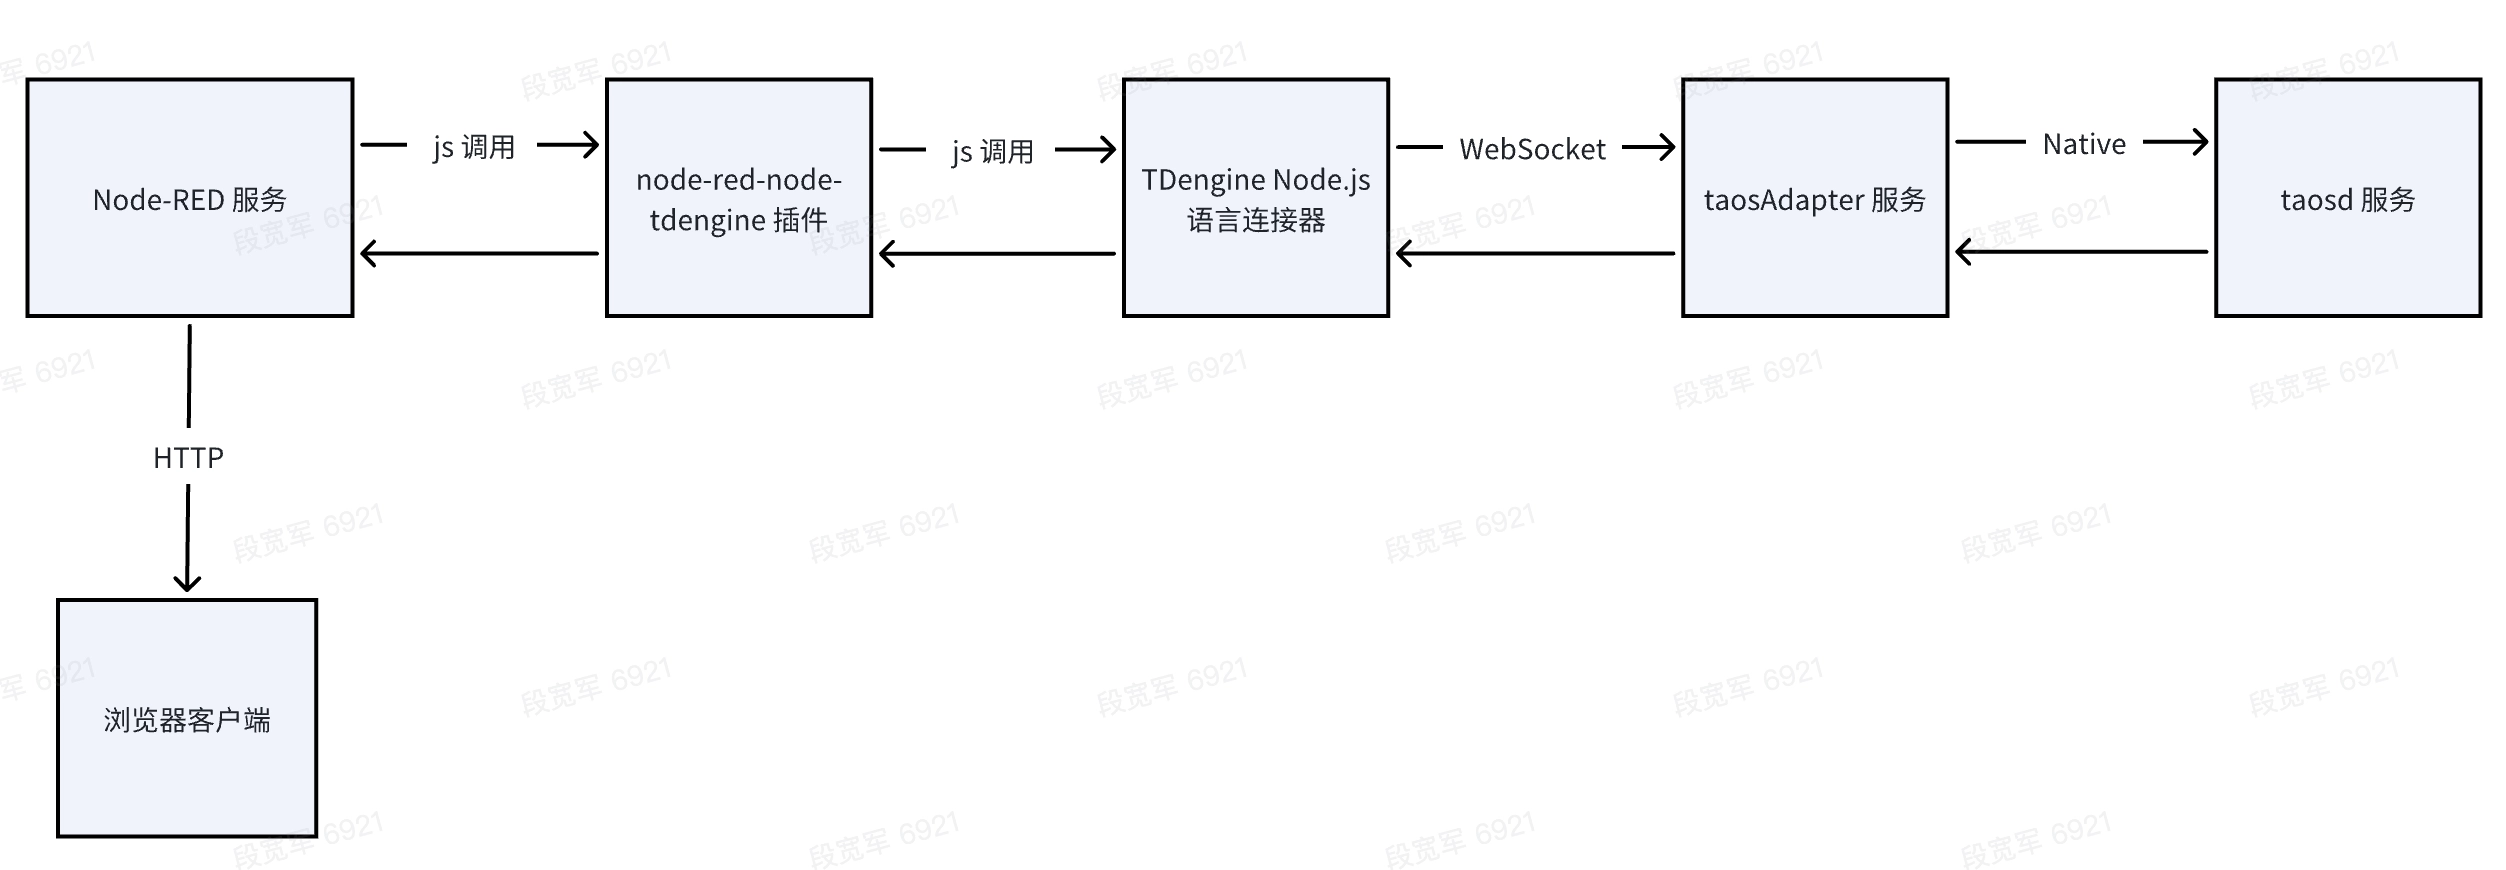 js 调用
js 调用
WebSocket
Native
Node-RED 服务
node-red-node-
tdengine 插件
TDengine Node.js
语言连接器
taosAdapter 服务
taosd 服务
HTTP
浏览器客户端
段宽军 6921